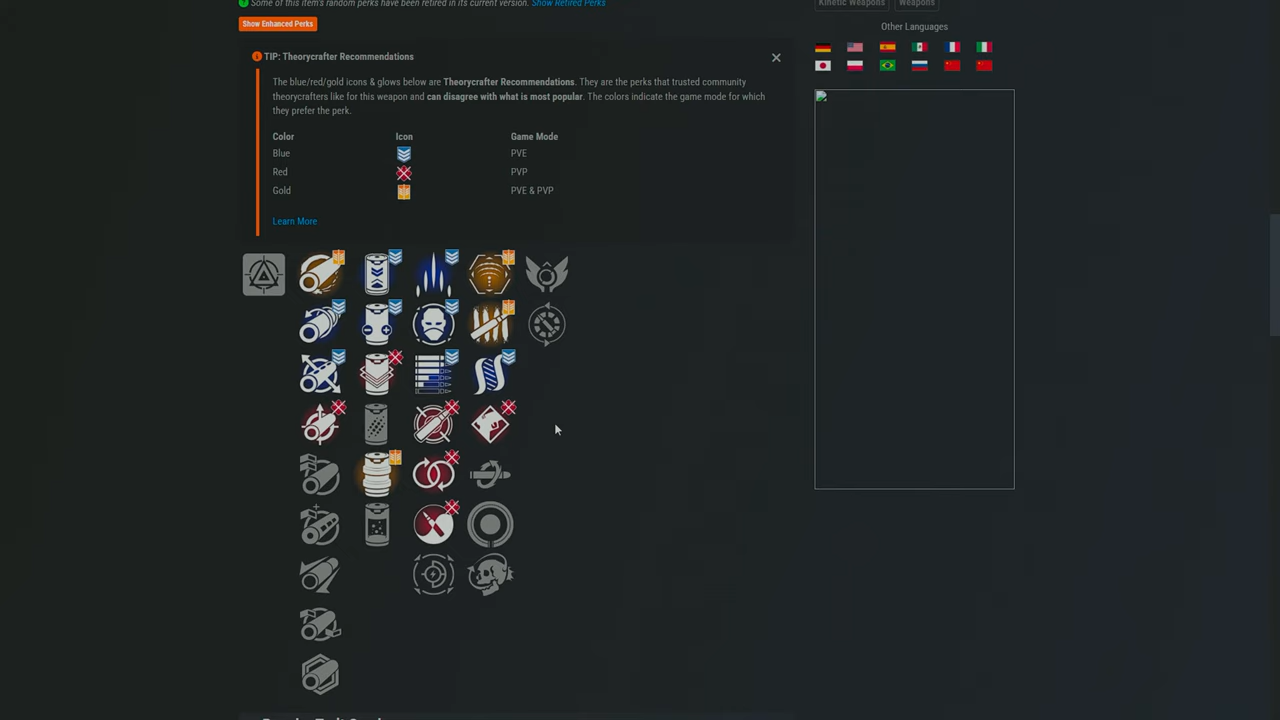 Some of this item's random perks have been retired in its current version. Show Retired Perks
Show Enhanced Perks
TIP: Theorycrafter Recommendations
The blue/red/gold icons & glows below are Theorycrafter Recommendations. They are the perks that trusted community
theorycrafters like for this weapon and can disagree with what is most popular. The colors indicate the game mode for which
they prefer the perk.
Color Icon Game Mode
Blue PVE
Red PVP
Gold PVE & PVP
Learn More
Kinetic Weapons Weapons
Other Languages